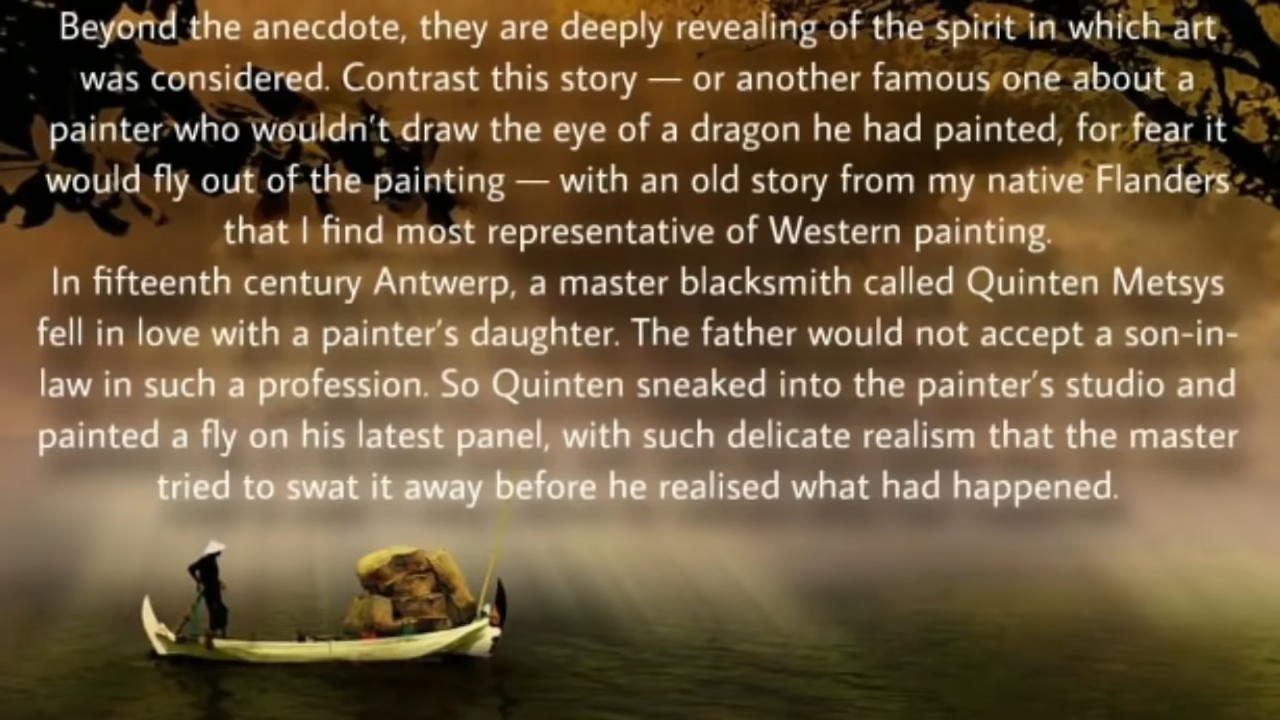 Beyond the anecdote, they are deeply revealing of the spirit in which art
was considered. Contrast this story — or another famous one about a
painter who wouldn't draw the eye of a dragon he had painted, for fear it
would fly out of the painting — with an old story from my native Flanders
that I find most representative of Western painting.
In fifteenth century Antwerp, a master blacksmith called Quinten Metsys
fell in love with a painter's daughter. The father would not accept a son-in-
law in such a profession. So Quinten sneaked into the painter's studio and
painted a fly on his latest panel, with such delicate realism that the master
tried to swat it away before he realised what had happened.